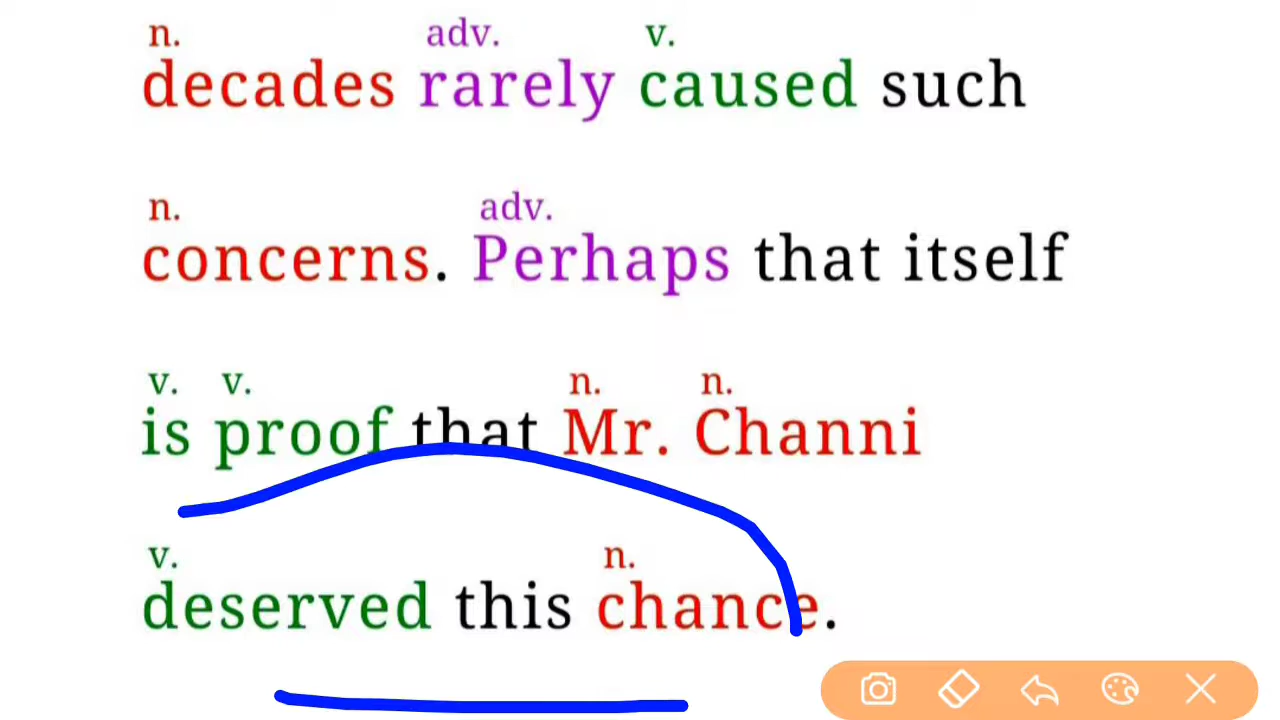 n. adv. v.
decades rarely caused such
n. adv.
concerns. Perhaps that itself
v. v. n. n.
is proof that Mr. Channi
v. n.
deserved this chance.